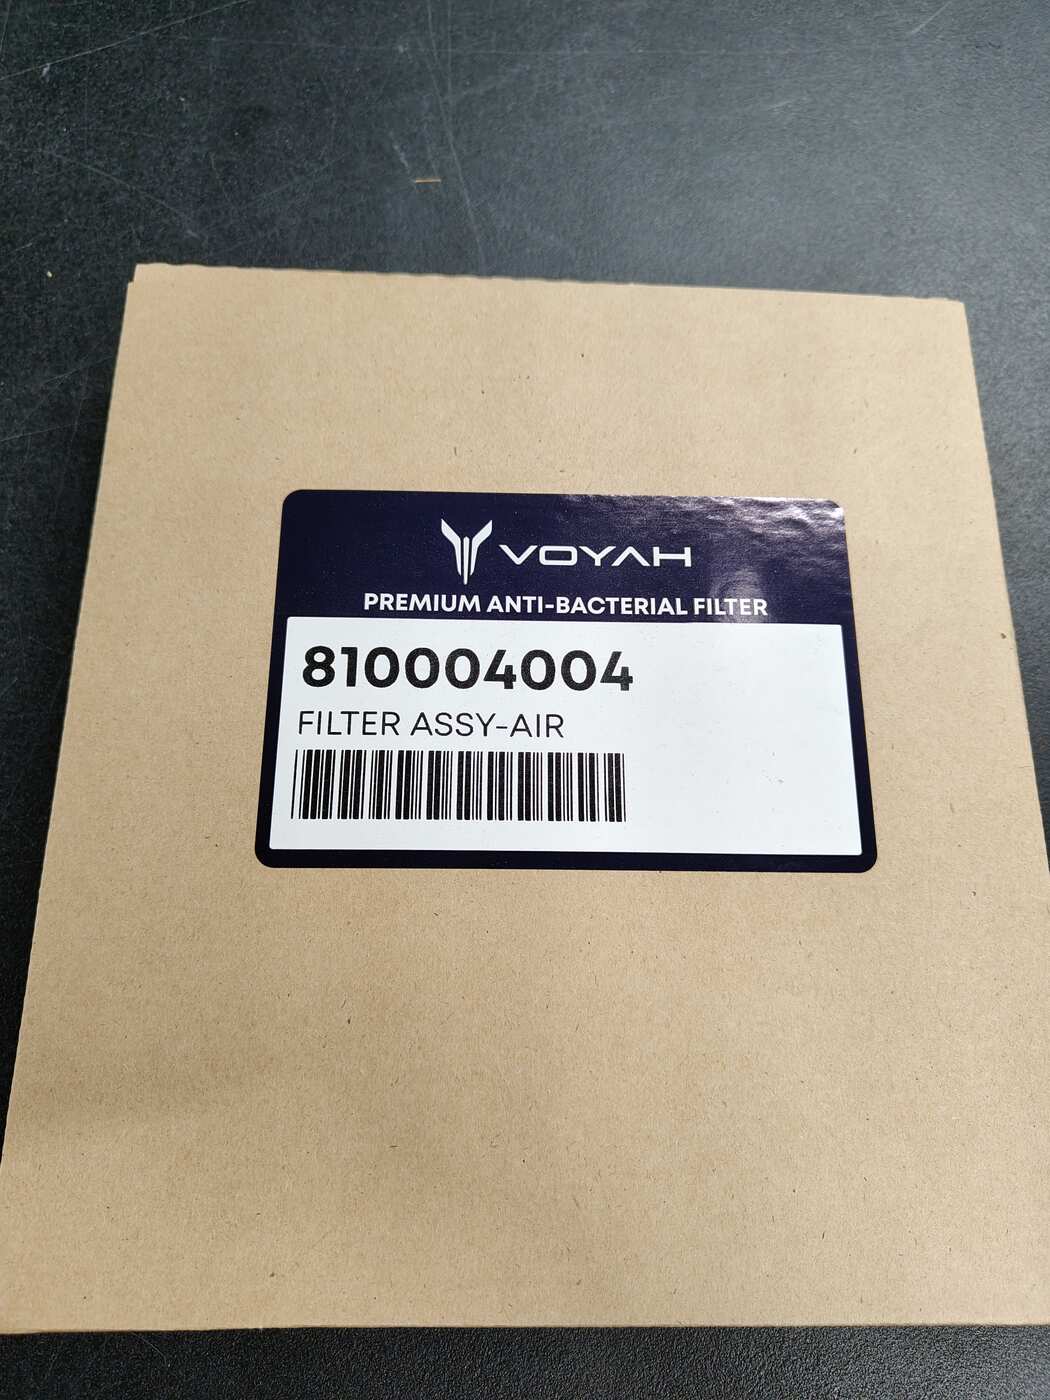 VOYAH
PREMIUM ANTI-BACTERIAL FILTER
810004004
FILTER ASSY-AIR